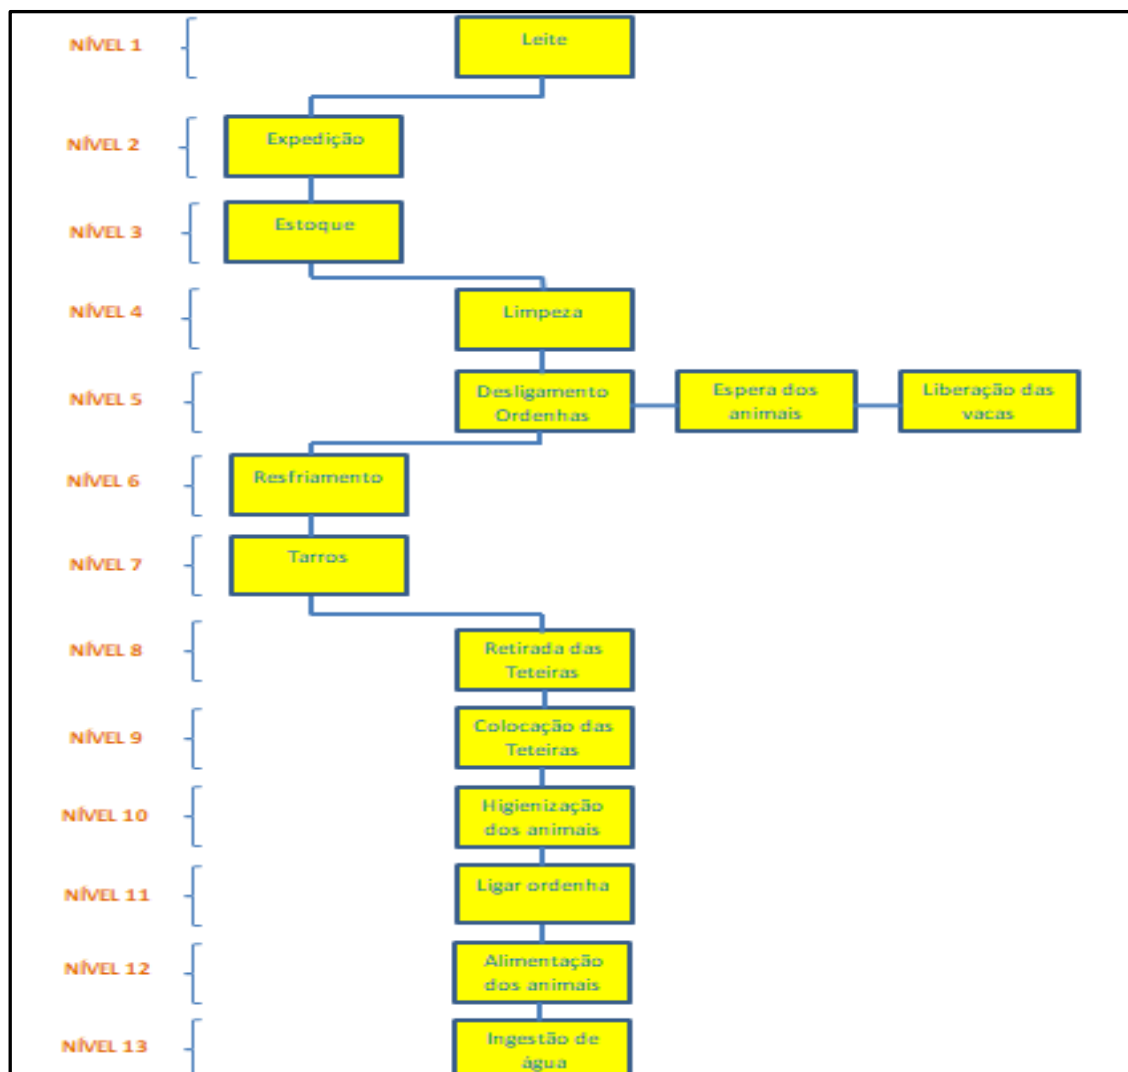 NÍVEL 1
Leite
NÍVEL 2
Expedição
NÍVEL 3
Estoque
NÍVEL 4
Limpeza
NÍVEL 5
Desligamento
Ordenhas
Espera dos
animais
Liberação das
vacas
NÍVEL 6
Resfriamento
NÍVEL 7
Tarros
NÍVEL 8
Retirada das
Teteiras
NÍVEL 9
Colocação das
Teteiras
NÍVEL 10
Higienização
dos animais
NÍVEL 11
Ligar ordenha
NÍVEL 12
Alimentação
dos animais
NÍVEL 13
Ingestão de
água